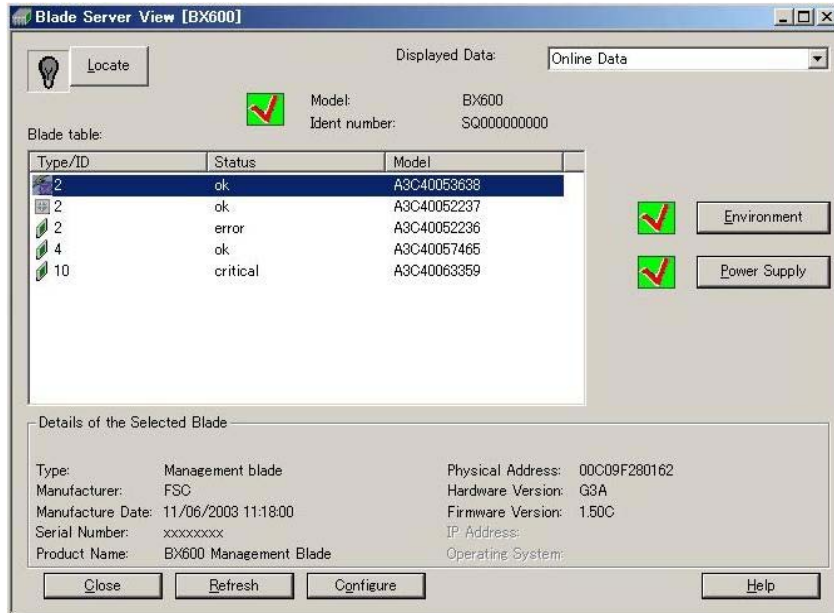 Blade Server View [BX600]
Locate
Displayed Data: Online Data
Model: BX600
Ident number: SQ000000000
Blade table:
Type/ID Status Model
2 ok A3C40053638
2 ok A3C40052237
2 error A3C40052236
4 ok A3C40057465
10 critical A3C40063359
Environment
Power Supply
Details of the Selected Blade
Type: Management blade Physical Address: 00C09F280162
Manufacturer: FSC Hardware Version: G3A
Manufacture Date: 11/06/2003 11:18:00 Firmware Version: 1.50C
Serial Number: xxxxxxxx IP Address:
Product Name: BX600 Management Blade Operating System:
Close Refresh Configure Help